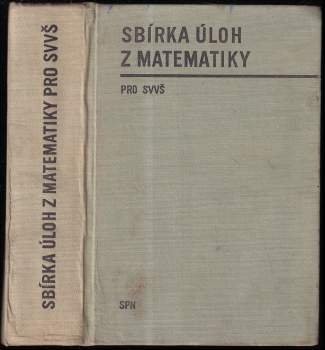 SBÍRKA ÚLOH Z MATEMATIKY PRO SVVŠ
SBÍRKA ÚLOH
Z MATEMATIKY
PRO SVVŠ
SPN